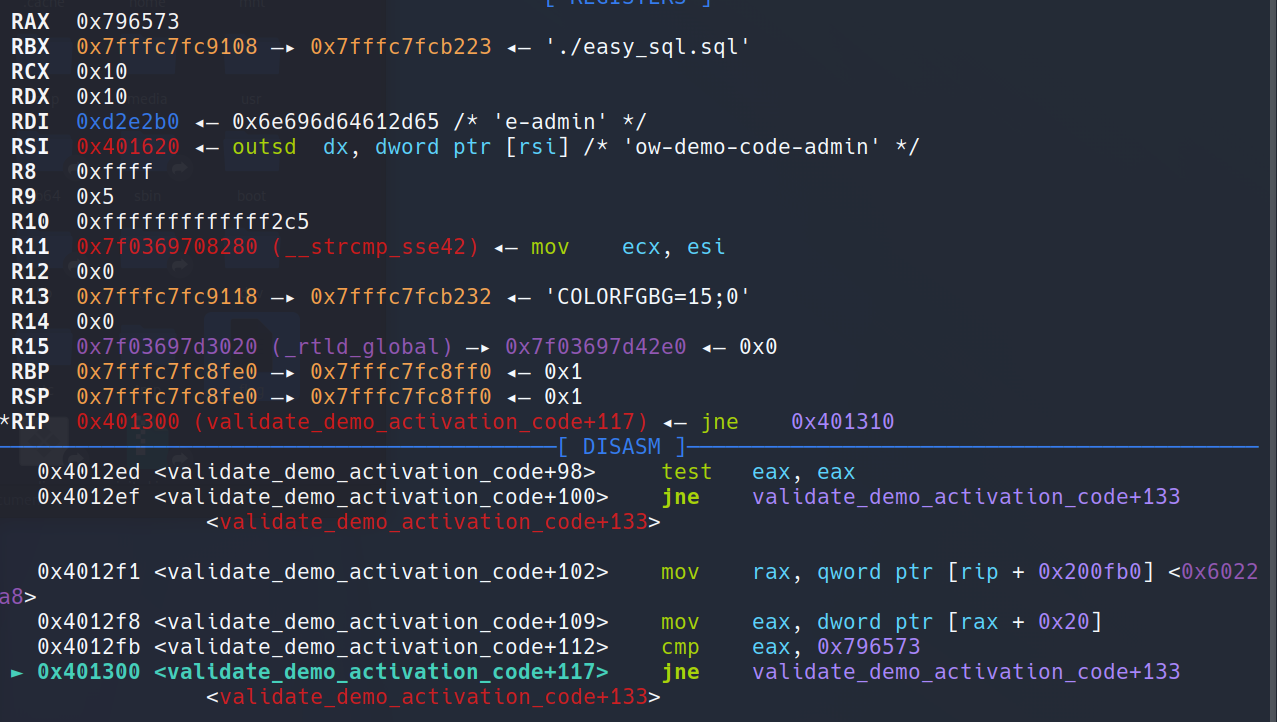 [ REGISTERS ]
RAX 0x796573
RBX 0x7fffc7fc9108 —▸ 0x7fffc7fcb223 ◂— './easy_sql.sql'
RCX 0x10
RDX 0x10
RDI 0xd2e2b0 ◂— 0x6e696d64612d65 /* 'e-admin' */
RSI 0x401620 ◂— outsd dx, dword ptr [rsi] /* 'ow-demo-code-admin' */
R8 0xffff
R9 0x5
R10 0xfffffffffffff2c5
R11 0x7f0369708280 (__strcmp_sse42) ◂— mov ecx, esi
R12 0x0
R13 0x7fffc7fc9118 —▸ 0x7fffc7fcb232 ◂— 'COLORFGBG=15;0'
R14 0x0
R15 0x7f03697d3020 (_rtld_global) —▸ 0x7f03697d42e0 ◂— 0x0
RBP 0x7fffc7fc8fe0 —▸ 0x7fffc7fc8ff0 ◂— 0x1
RSP 0x7fffc7fc8fe0 —▸ 0x7fffc7fc8ff0 ◂— 0x1
*RIP 0x401300 (validate_demo_activation_code+117) ◂— jne 0x401310
[ DISASM ]
0x4012ed <validate_demo_activation_code+98> test eax, eax
0x4012ef <validate_demo_activation_code+100> jne validate_demo_activation_code+133
<validate_demo_activation_code+133>
0x4012f1 <validate_demo_activation_code+102> mov rax, qword ptr [rip + 0x200fb0] <0x6022
a8>
0x4012f8 <validate_demo_activation_code+109> mov eax, dword ptr [rax + 0x20]
0x4012fb <validate_demo_activation_code+112> cmp eax, 0x796573
► 0x401300 <validate_demo_activation_code+117> jne validate_demo_activation_code+133
<validate_demo_activation_code+133>